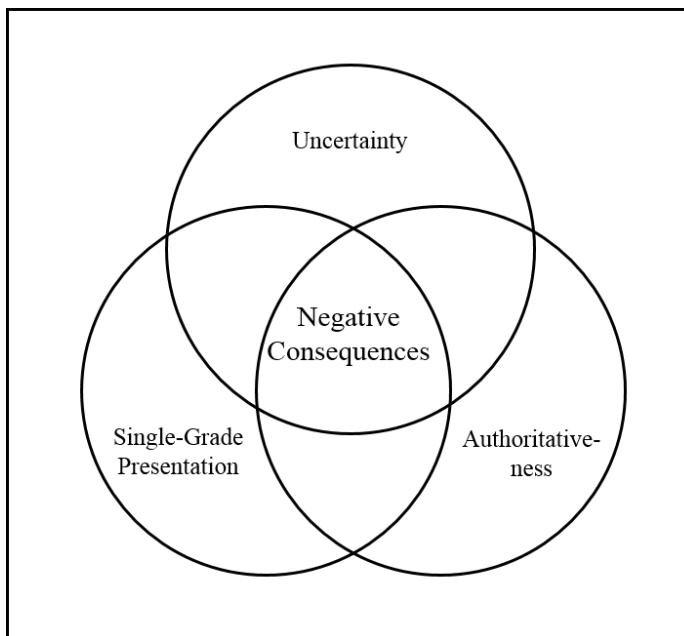 Uncertainty
Negative
Consequences
Single-Grade
Presentation
Authoritative-
ness